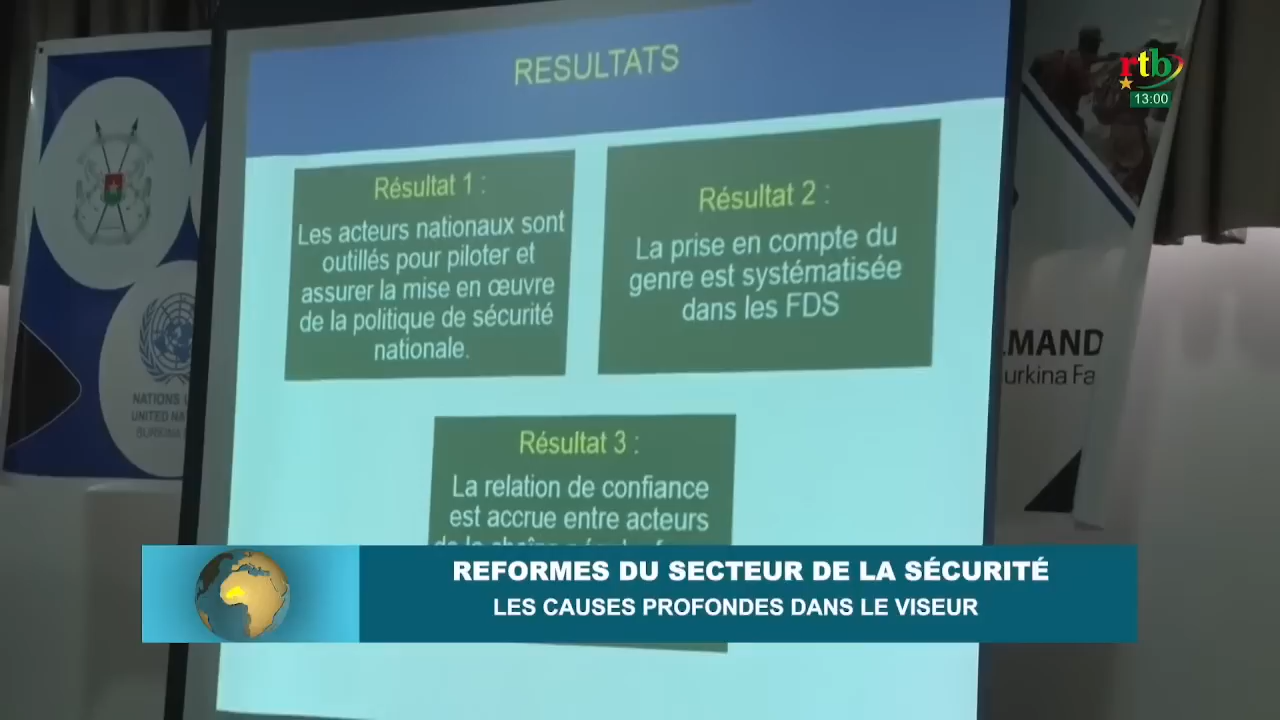 RESULTATS
rtb
13:00
Résultat 1 :
Les acteurs nationaux sont
outillés pour piloter et
assurer la mise en œuvre
de la politique de sécurité
nationale.
Résultat 2 :
La prise en compte du
genre est systématisée
dans les FDS
Résultat 3 :
La relation de confiance
est accrue entre acteurs
NATIONS
UNITED
BURKINA
MAND
urkina Fa
REFORMES DU SECTEUR DE LA SÉCURITÉ
LES CAUSES PROFONDES DANS LE VISEUR